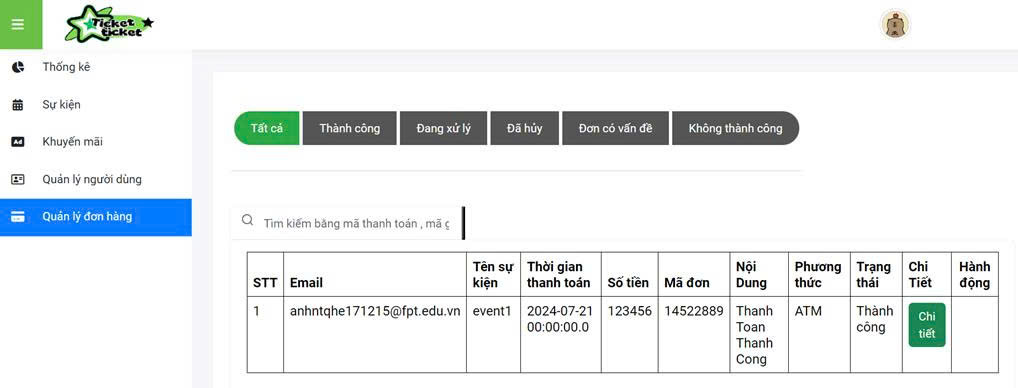 Ticket
ticket
Thống kê
Sự kiện
Khuyến mãi
Quản lý người dùng
Quản lý đơn hàng
Tất cả
Thành công
Đang xử lý
Đã hủy
Đơn có vấn đề
Không thành công
Tìm kiếm bằng mã thanh toán , mã g
STT
Email
Tên sự
kiện
Thời gian
thanh toán
Số tiền
Mã đơn
Nội
Dung
Phương
thức
Trạng
thái
Chi
Tiết
Hành
động
1
anhntqhe171215@fpt.edu.vn
event1
2024-07-21
00:00:00.0
123456
14522889
Thanh
Toan
Thanh
Cong
ATM
Thành
công
Chi
tiết